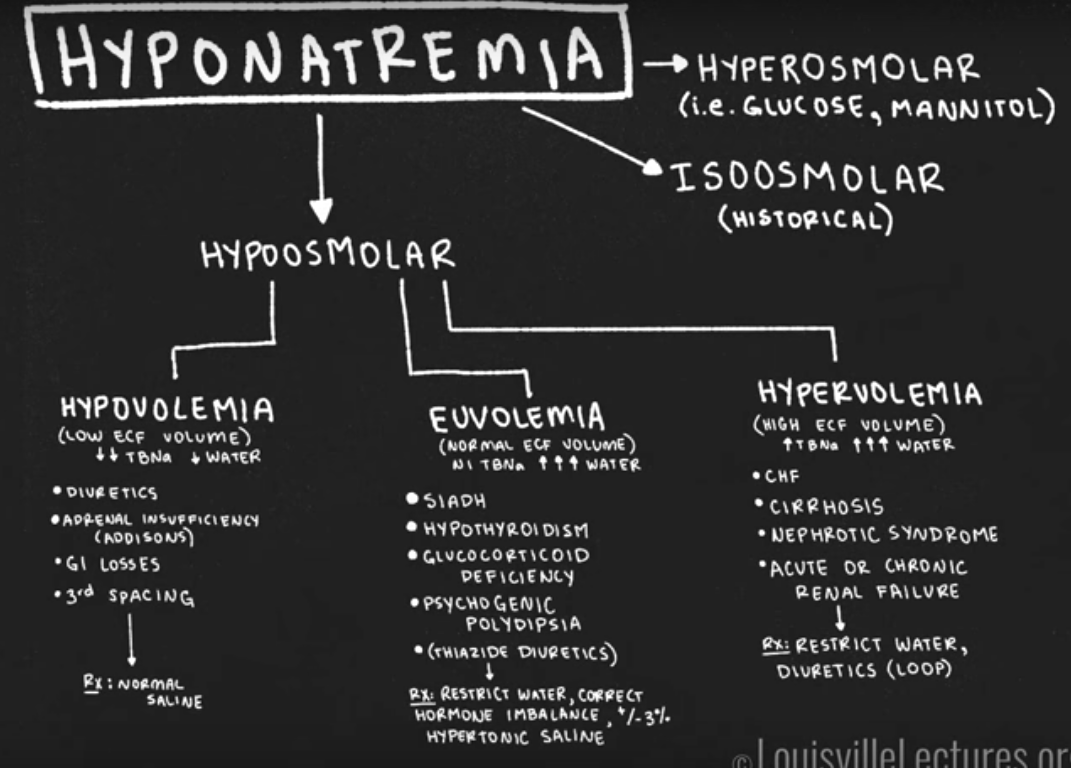 HYPONATREMIA
→ HYPEROSMOLAR
(i.e. GLUCOSE, MANNITOL)
ISOOSMOLAR
(HISTORICAL)
HYPOOSMOLAR
HYPOVOLEMIA
(LOW ECF VOLUME)
↓↓ TBNa ↓ WATER
• DIURETICS
• ADRENAL INSUFFICIENCY
(ADDISONS)
• GI LOSSES
• 3rd SPACING
Rx: NORMAL
SALINE
EUVOLEMIA
(NORMAL ECF VOLUME)
Nl TBNa ↑↑↑ WATER
• SIADH
• HYPOTHYROIDISM
• GLUCOCORTICOID
DEFICIENCY
• PSYCHOGENIC
POLYDIPSIA
• (THIAZIDE DIURETICS)
Rx: RESTRICT WATER, CORRECT
HORMONE IMBALANCE, +/- 3%
HYPERTONIC SALINE
HYPERVOLEMIA
(HIGH ECF VOLUME)
↑TBNa ↑↑↑ WATER
• CHF
• CIRRHOSIS
• NEPHROTIC SYNDROME
• ACUTE OR CHRONIC
RENAL FAILURE
Rx: RESTRICT WATER,
DIURETICS (LOOP)
© LouisvilleLectures.or